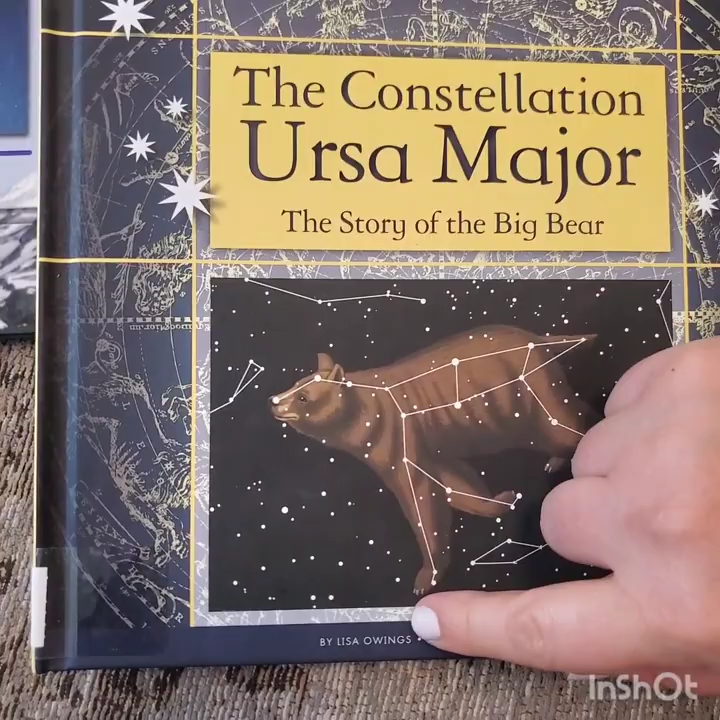 The Constellation
Ursa Major
The Story of the Big Bear
BY LISA OWINGS
InShOt